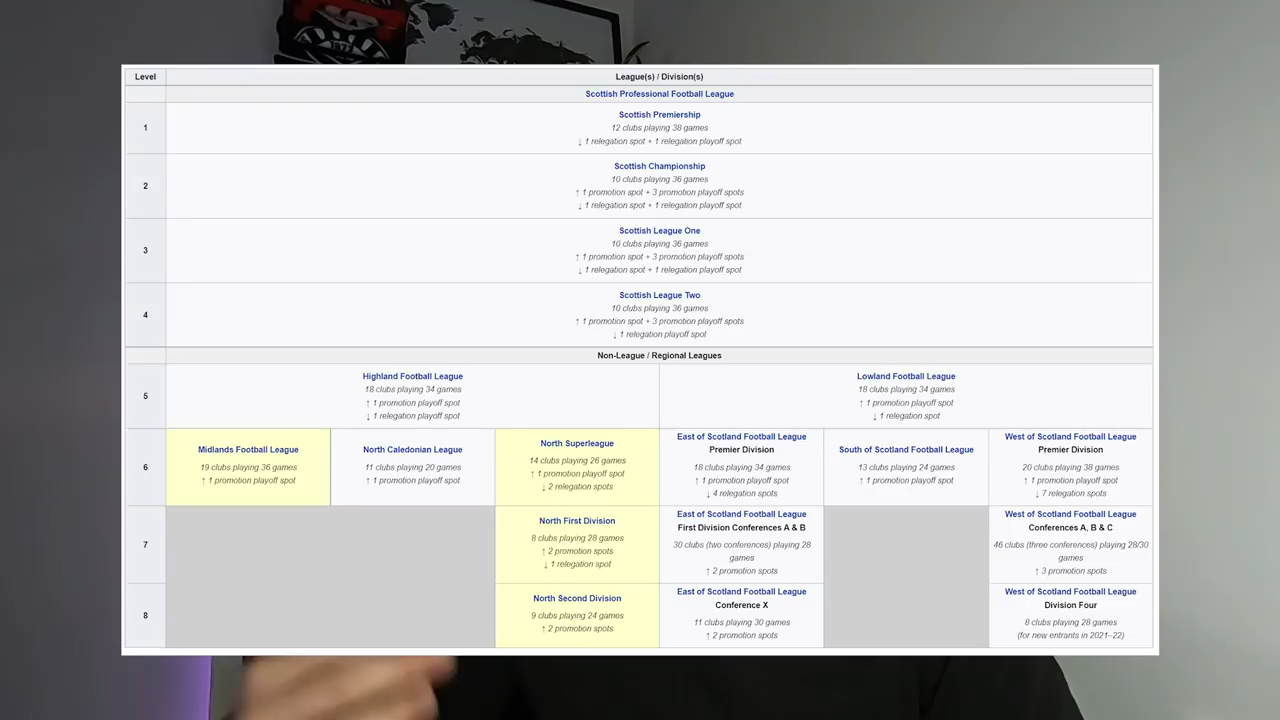 Level
League(s) / Division(s)
Scottish Professional Football League
1
Scottish Premiership
12 clubs playing 38 games
↓ 1 relegation spot + 1 relegation playoff spot
2
Scottish Championship
10 clubs playing 36 games
↑ 1 promotion spot + 3 promotion playoff spots
↓ 1 relegation spot + 1 relegation playoff spot
3
Scottish League One
10 clubs playing 36 games
↑ 1 promotion spot + 3 promotion playoff spots
↓ 1 relegation spot + 1 relegation playoff spot
4
Scottish League Two
10 clubs playing 36 games
↑ 1 promotion spot + 3 promotion playoff spots
↓ 1 relegation playoff spot
Non-League / Regional Leagues
5
Highland Football League
18 clubs playing 34 games
↑ 1 promotion playoff spot
↓ 1 relegation playoff spot
Lowland Football League
18 clubs playing 34 games
↑ 1 promotion playoff spot
↓ 1 relegation spot
6
Midlands Football League
19 clubs playing 36 games
↑ 1 promotion playoff spot
North Caledonian League
11 clubs playing 20 games
↑ 1 promotion playoff spot
North Superleague
14 clubs playing 26 games
↑ 1 promotion playoff spot
↓ 2 relegation spots
East of Scotland Football League
Premier Division
18 clubs playing 34 games
↑ 1 promotion playoff spot
↓ 4 relegation spots
South of Scotland Football League
13 clubs playing 24 games
↑ 1 promotion playoff spot
West of Scotland Football League
Premier Division
20 clubs playing 38 games
↑ 1 promotion playoff spot
↓ 7 relegation spots
7
North First Division
8 clubs playing 28 games
↑ 2 promotion spots
↓ 1 relegation spot
East of Scotland Football League
First Division Conferences A & B
30 clubs (two conferences) playing 28
games
↑ 2 promotion spots
West of Scotland Football League
Conferences A, B & C
46 clubs (three conferences) playing 28/30
games
↑ 3 promotion spots
8
North Second Division
9 clubs playing 24 games
↑ 2 promotion spots
East of Scotland Football League
Conference X
11 clubs playing 30 games
↑ 2 promotion spots
West of Scotland Football League
Division Four
8 clubs playing 28 games
(for new entrants in 2021–22)